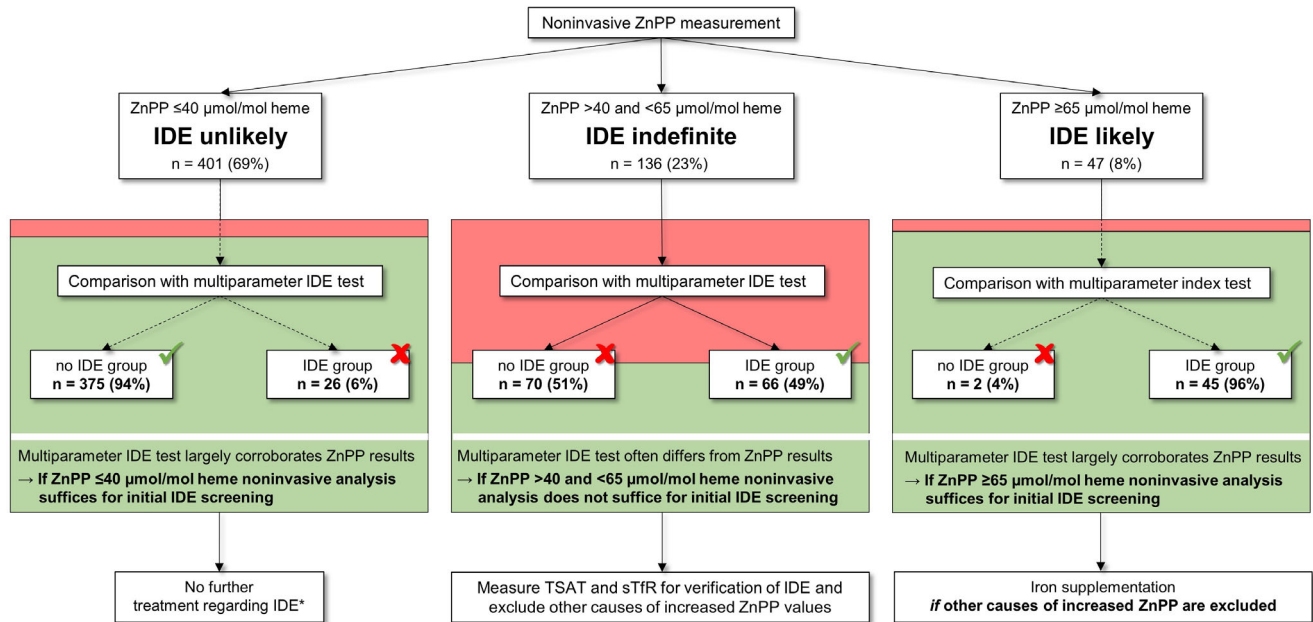 Noninvasive ZnPP measurement
ZnPP ≤40 µmol/mol heme
IDE unlikely
n = 401 (69%)
ZnPP >40 and <65 µmol/mol heme
IDE indefinite
n = 136 (23%)
ZnPP ≥65 µmol/mol heme
IDE likely
n = 47 (8%)
Comparison with multiparameter IDE test
no IDE group
n = 375 (94%)
IDE group
n = 26 (6%)
Comparison with multiparameter IDE test
no IDE group
n = 70 (51%)
IDE group
n = 66 (49%)
Comparison with multiparameter index test
no IDE group
n = 2 (4%)
IDE group
n = 45 (96%)
Multiparameter IDE test largely corroborates ZnPP results
→ If ZnPP ≤40 µmol/mol heme noninvasive analysis
suffices for initial IDE screening
Multiparameter IDE test often differs from ZnPP results
→ If ZnPP >40 and <65 µmol/mol heme noninvasive
analysis does not suffice for initial IDE screening
Multiparameter IDE test largely corroborates ZnPP results
→ If ZnPP ≥65 µmol/mol heme noninvasive analysis
suffices for initial IDE screening
No further
treatment regarding IDE*
Measure TSAT and sTfR for verification of IDE and
exclude other causes of increased ZnPP values
Iron supplementation
if other causes of increased ZnPP are excluded